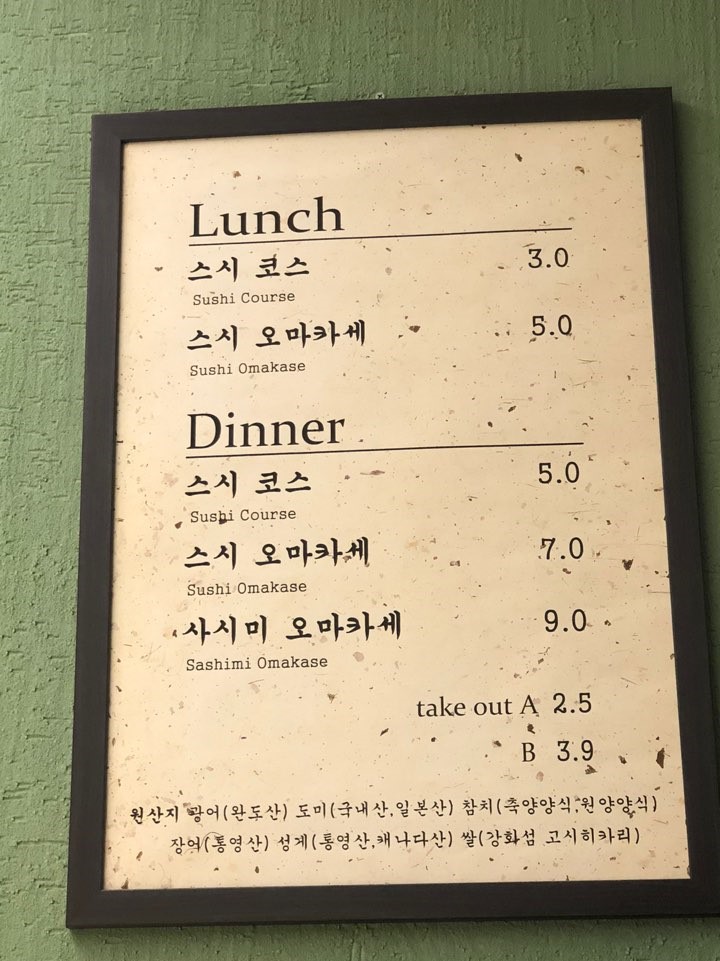 Lunch
스시 코스 3.0
Sushi Course
스시 오마카세 5.0
Sushi Omakase
Dinner
스시 코스 5.0
Sushi Course
스시 오마카세 7.0
Sushi Omakase
사시미 오마카세 9.0
Sashimi Omakase
take out A 2.5
B 3.9
원산지 광어(완도산) 도미(국내산,일본산) 참치(축양양식,원양양식)
장어(통영산) 성게(통영산,캐나다산) 쌀(강화섬 고시히카리)